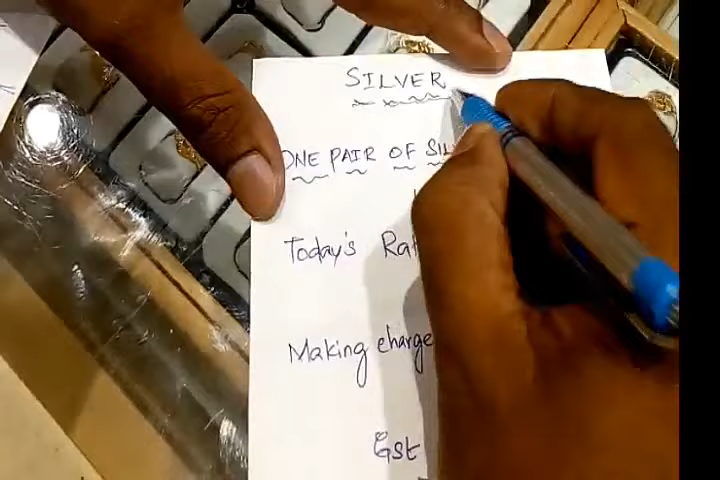 SILVER
ONE PAIR OF
Today's
Making charge
Gst